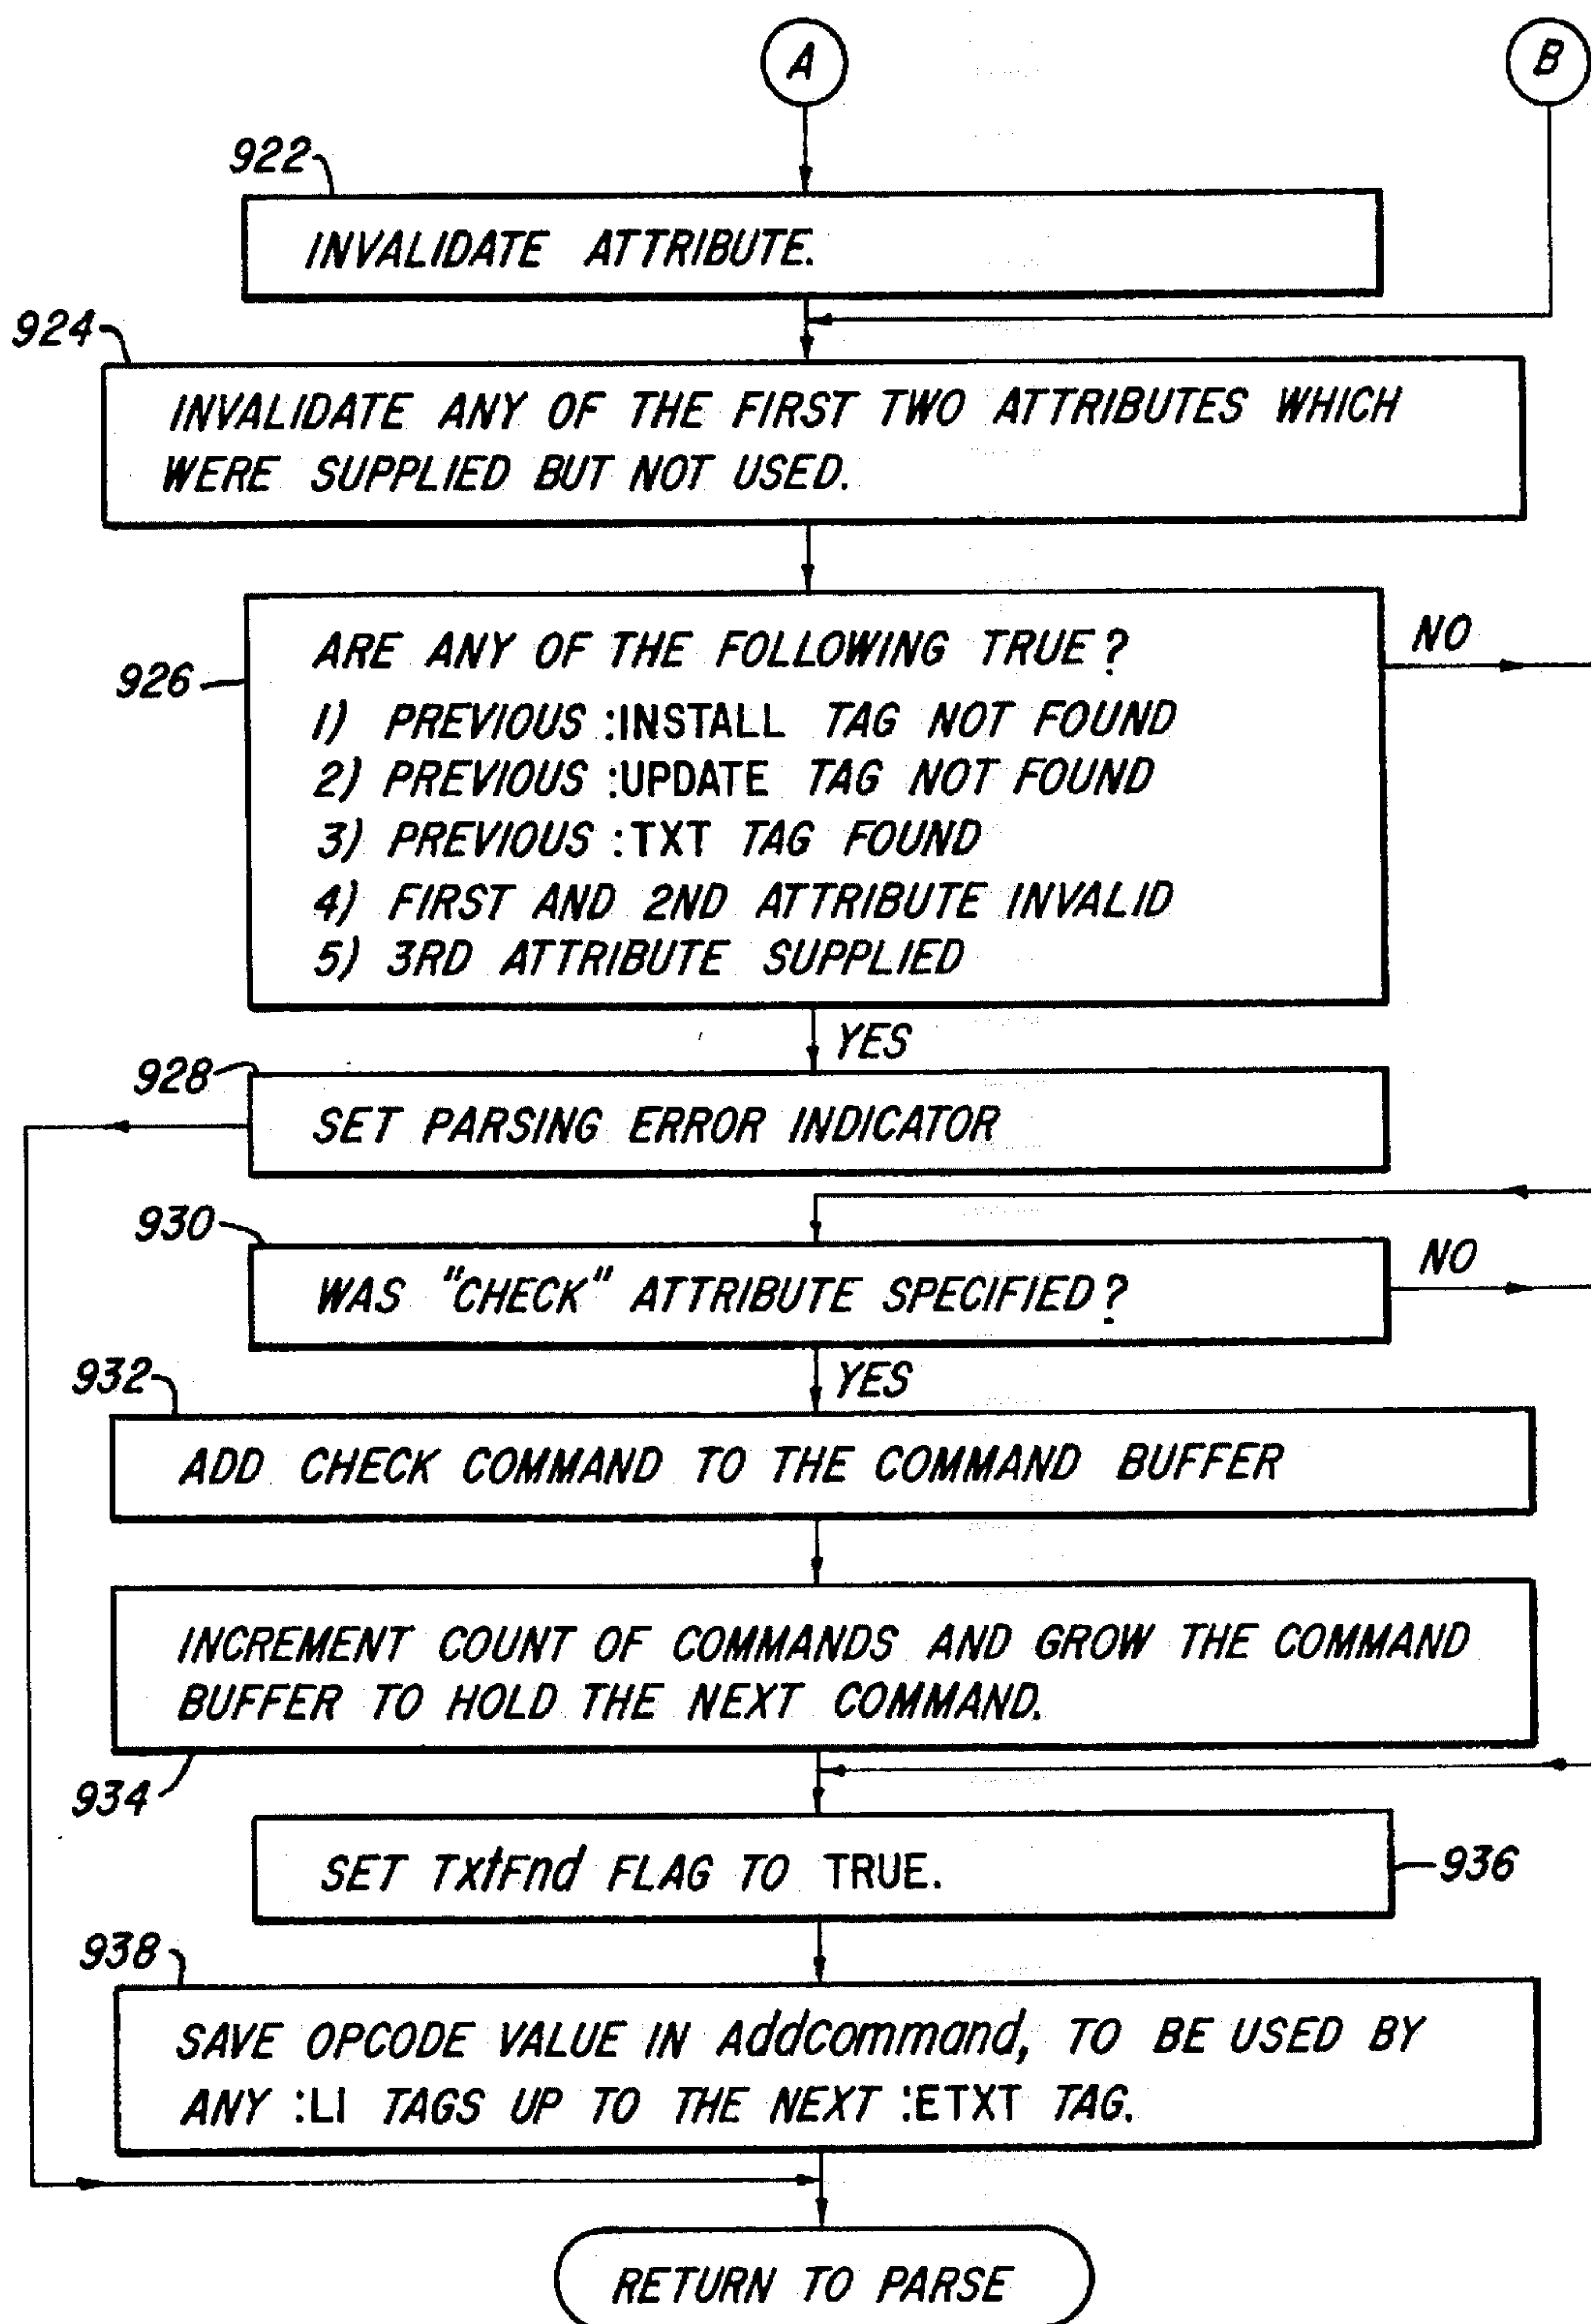 A
B
922
INVALIDATE ATTRIBUTE.
924
INVALIDATE ANY OF THE FIRST TWO ATTRIBUTES WHICH
WERE SUPPLIED BUT NOT USED.
926
ARE ANY OF THE FOLLOWING TRUE?
NO
1) PREVIOUS :INSTALL TAG NOT FOUND
2) PREVIOUS :UPDATE TAG NOT FOUND
3) PREVIOUS :TXT TAG FOUND
4) FIRST AND 2ND ATTRIBUTE INVALID
5) 3RD ATTRIBUTE SUPPLIED
YES
928
SET PARSING ERROR INDICATOR
930
WAS "CHECK" ATTRIBUTE SPECIFIED?
NO
YES
932
ADD CHECK COMMAND TO THE COMMAND BUFFER
INCREMENT COUNT OF COMMANDS AND GROW THE COMMAND
BUFFER TO HOLD THE NEXT COMMAND.
934
SET TxtFnd FLAG TO TRUE.
936
938
SAVE OPCODE VALUE IN Addcommand, TO BE USED BY
ANY :LI TAGS UP TO THE NEXT :ETXT TAG.
RETURN TO PARSE